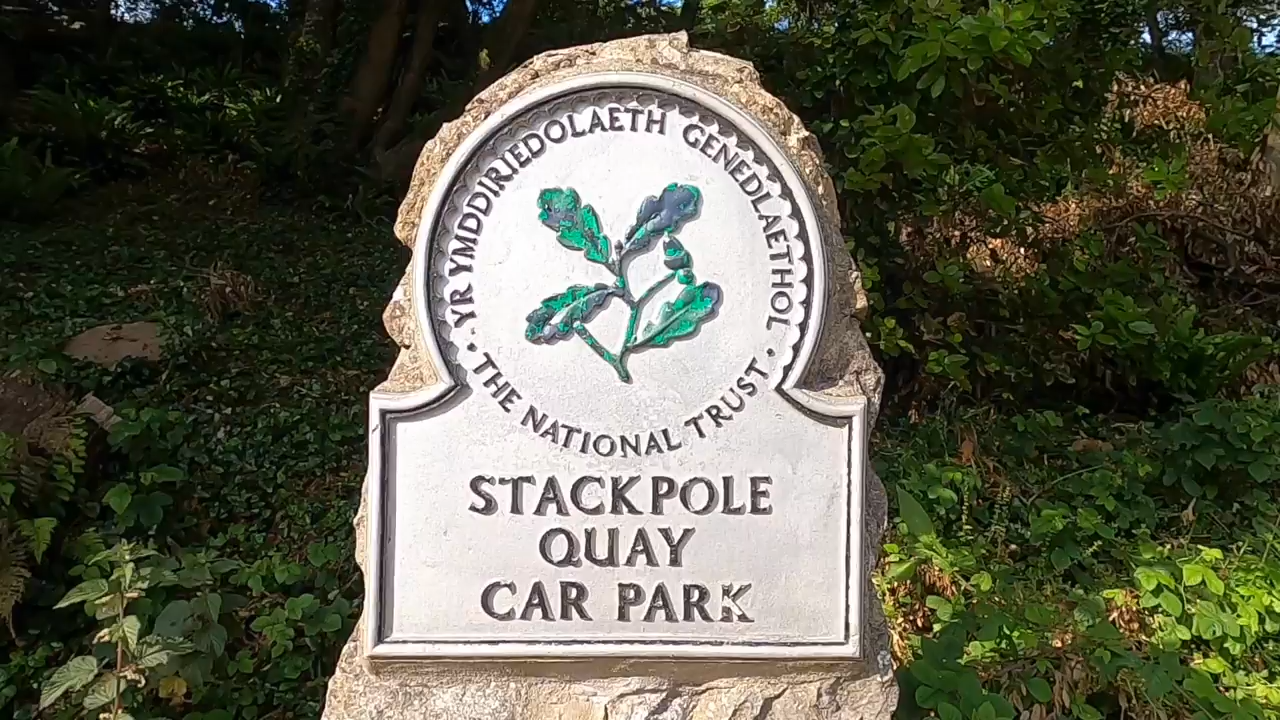 YR YMDDIRIEDOLAETH GENEDLAETHOL
• THE NATIONAL TRUST •
STACKPOLE
QUAY
CAR PARK